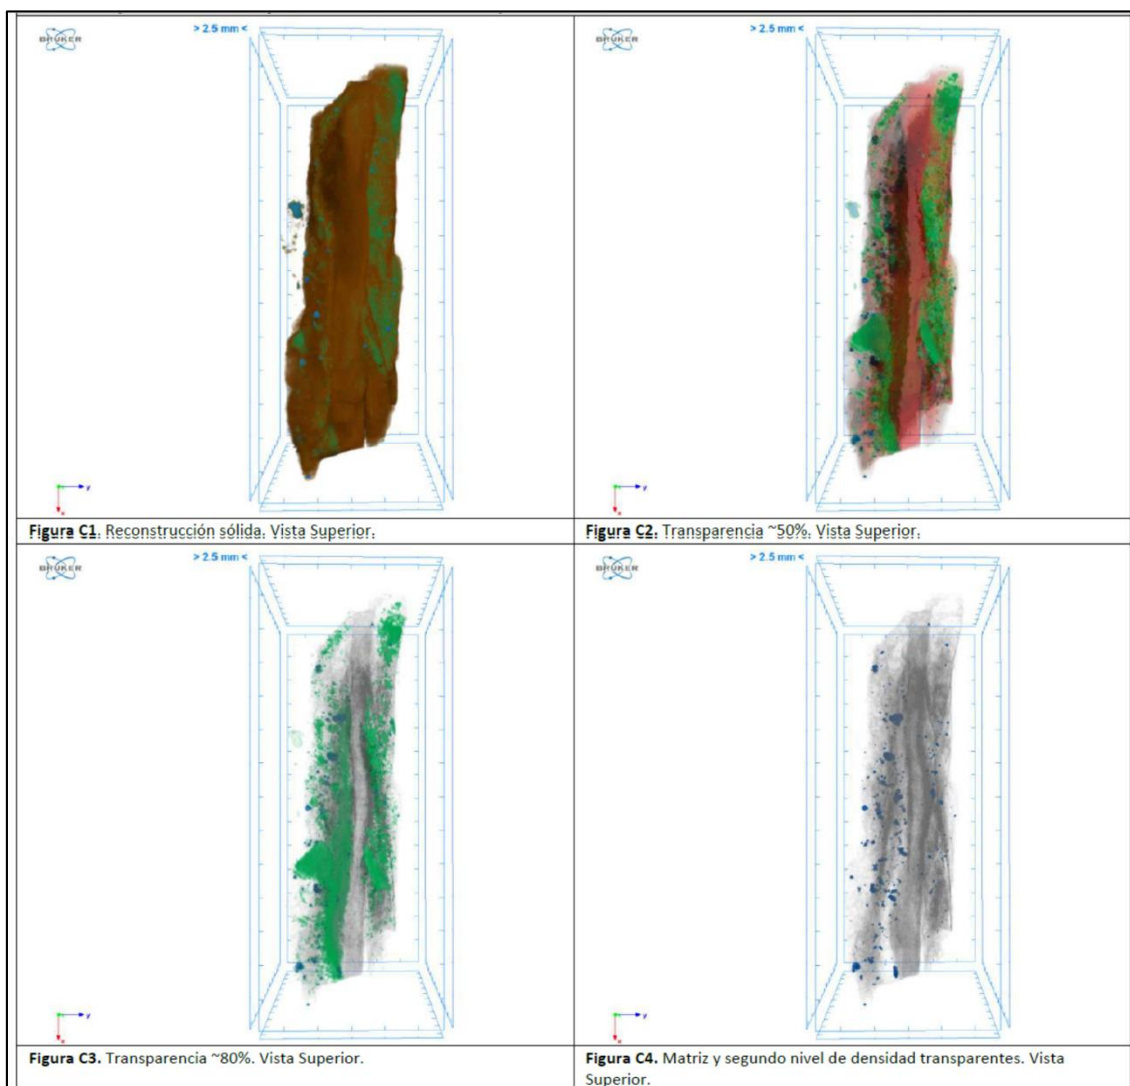 > 2.5 mm <
BRUKER
y
x
Figura C1. Reconstrucción sólida. Vista Superior.
> 2.5 mm <
BRUKER
y
x
Figura C2. Transparencia ~50%. Vista Superior.
> 2.5 mm <
BRUKER
y
x
Figura C3. Transparencia ~80%. Vista Superior.
> 2.5 mm <
BRUKER
y
x
Figura C4. Matriz y segundo nivel de densidad transparentes. Vista
Superior.